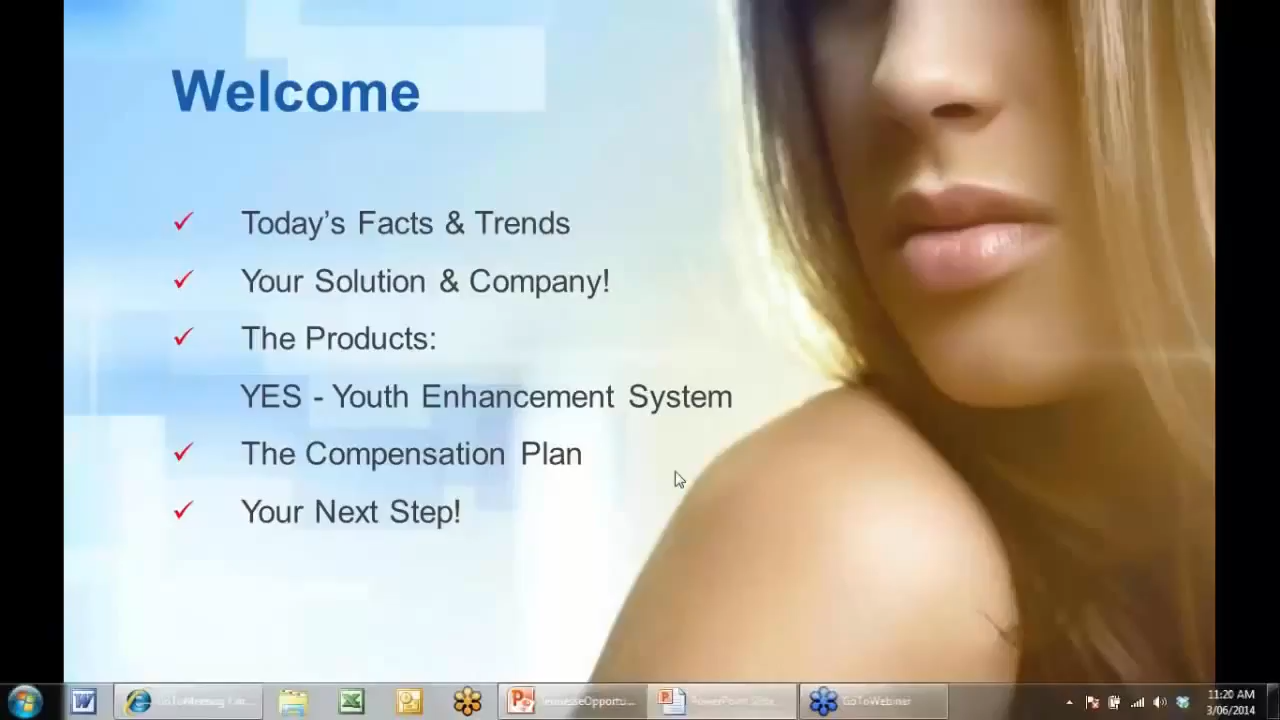 Welcome
Today's Facts & Trends
Your Solution & Company!
The Products:
YES - Youth Enhancement System
The Compensation Plan
Your Next Step!
GoToWebinar
11:20 AM
3/06/2014